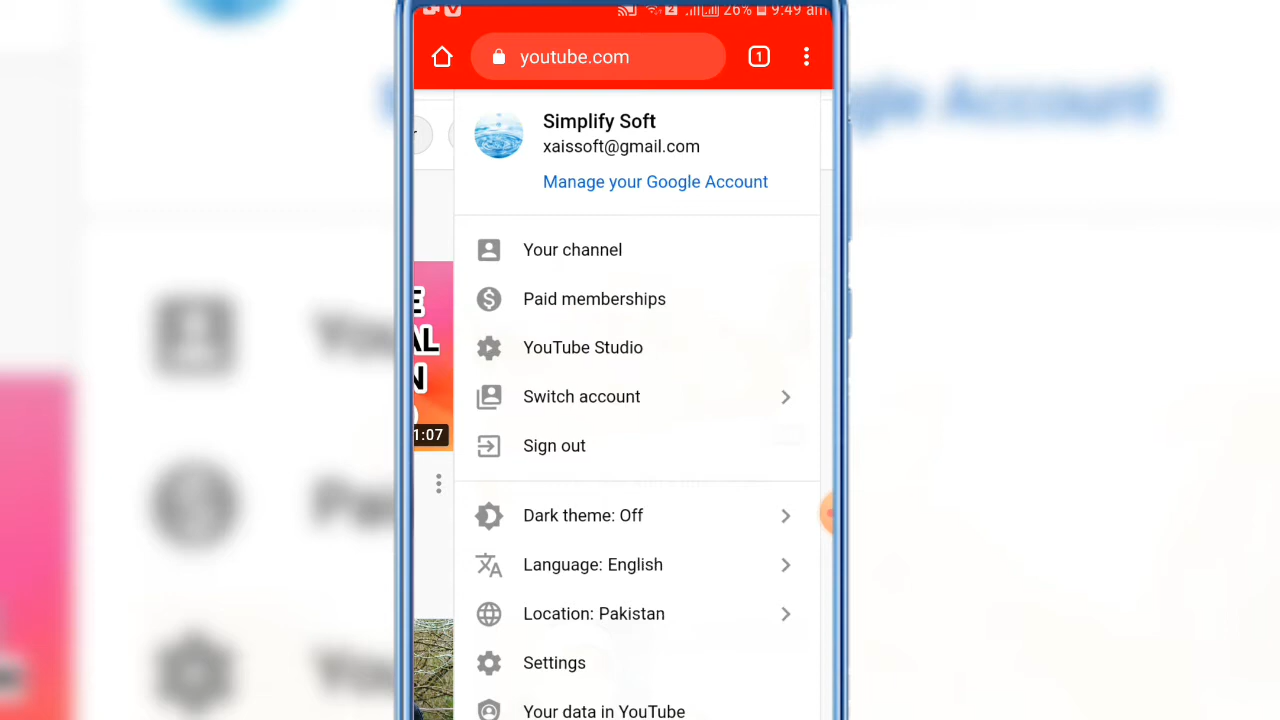 26% 9:49 am
youtube.com 1
Simplify Soft
xaissoft@gmail.com
Manage your Google Account
Your channel
Paid memberships
YouTube Studio
Switch account
Sign out
1:07
Dark theme: Off
Language: English
Location: Pakistan
Settings
Your data in YouTube
gle Account